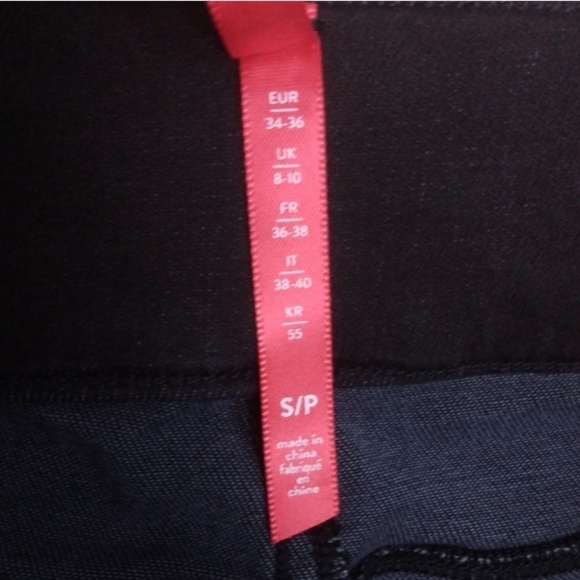 EUR
34-36
UK
8-10
FR
36-38
IT
38-40
KR
55
S/P
made in
china
fabriqué
en
chine